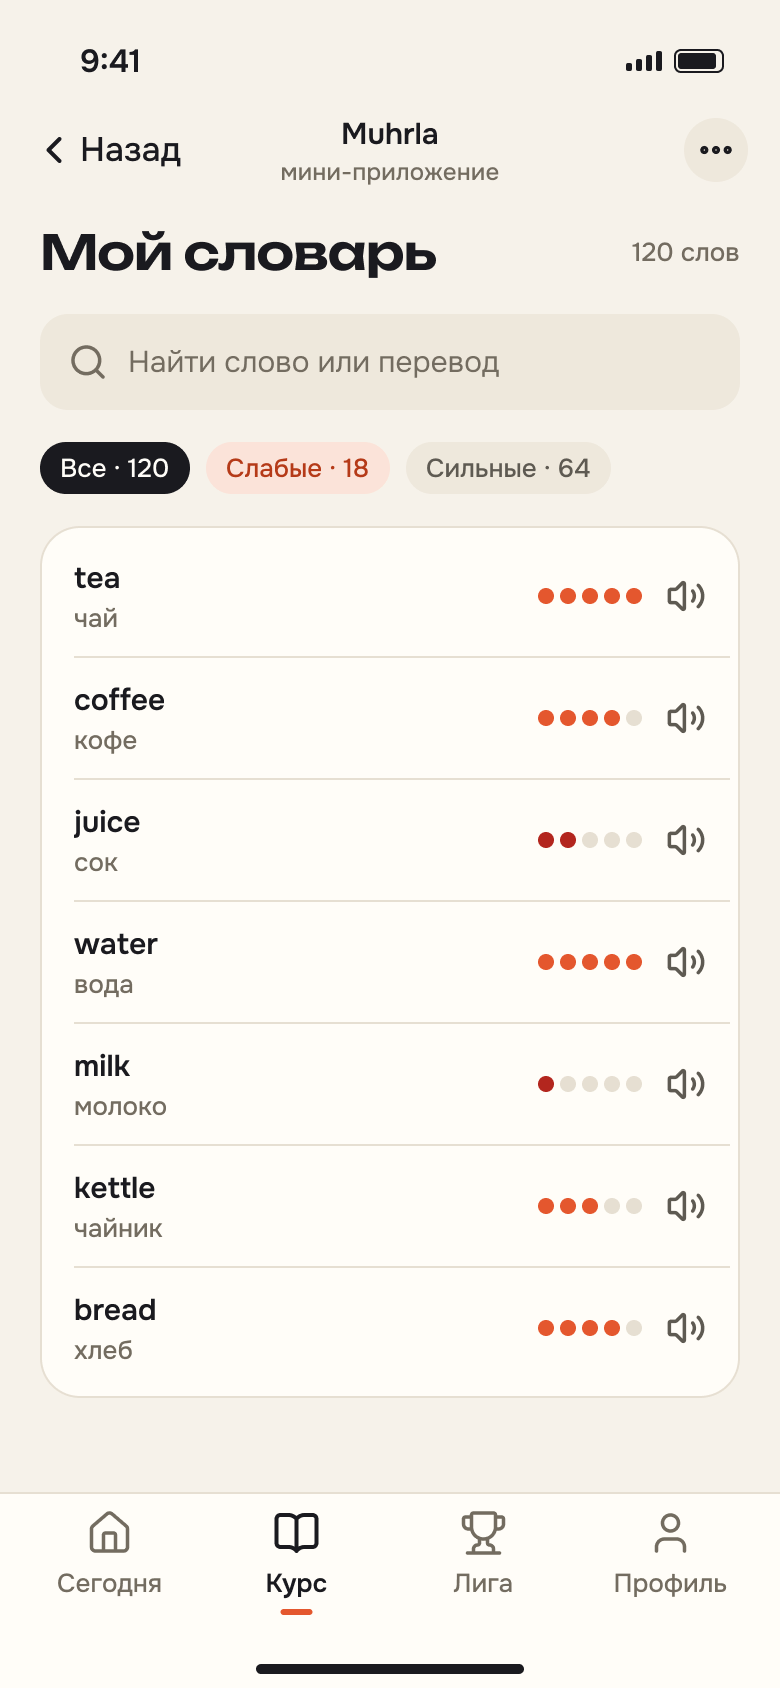 9:41
Назад
Muhrla
мини-приложение
Мой словарь
120 слов
Найти слово или перевод
Все · 120
Слабые · 18
Сильные · 64
tea
чай
coffee
кофе
juice
сок
water
вода
milk
молоко
kettle
чайник
bread
хлеб
Сегодня
Курс
Лига
Профиль